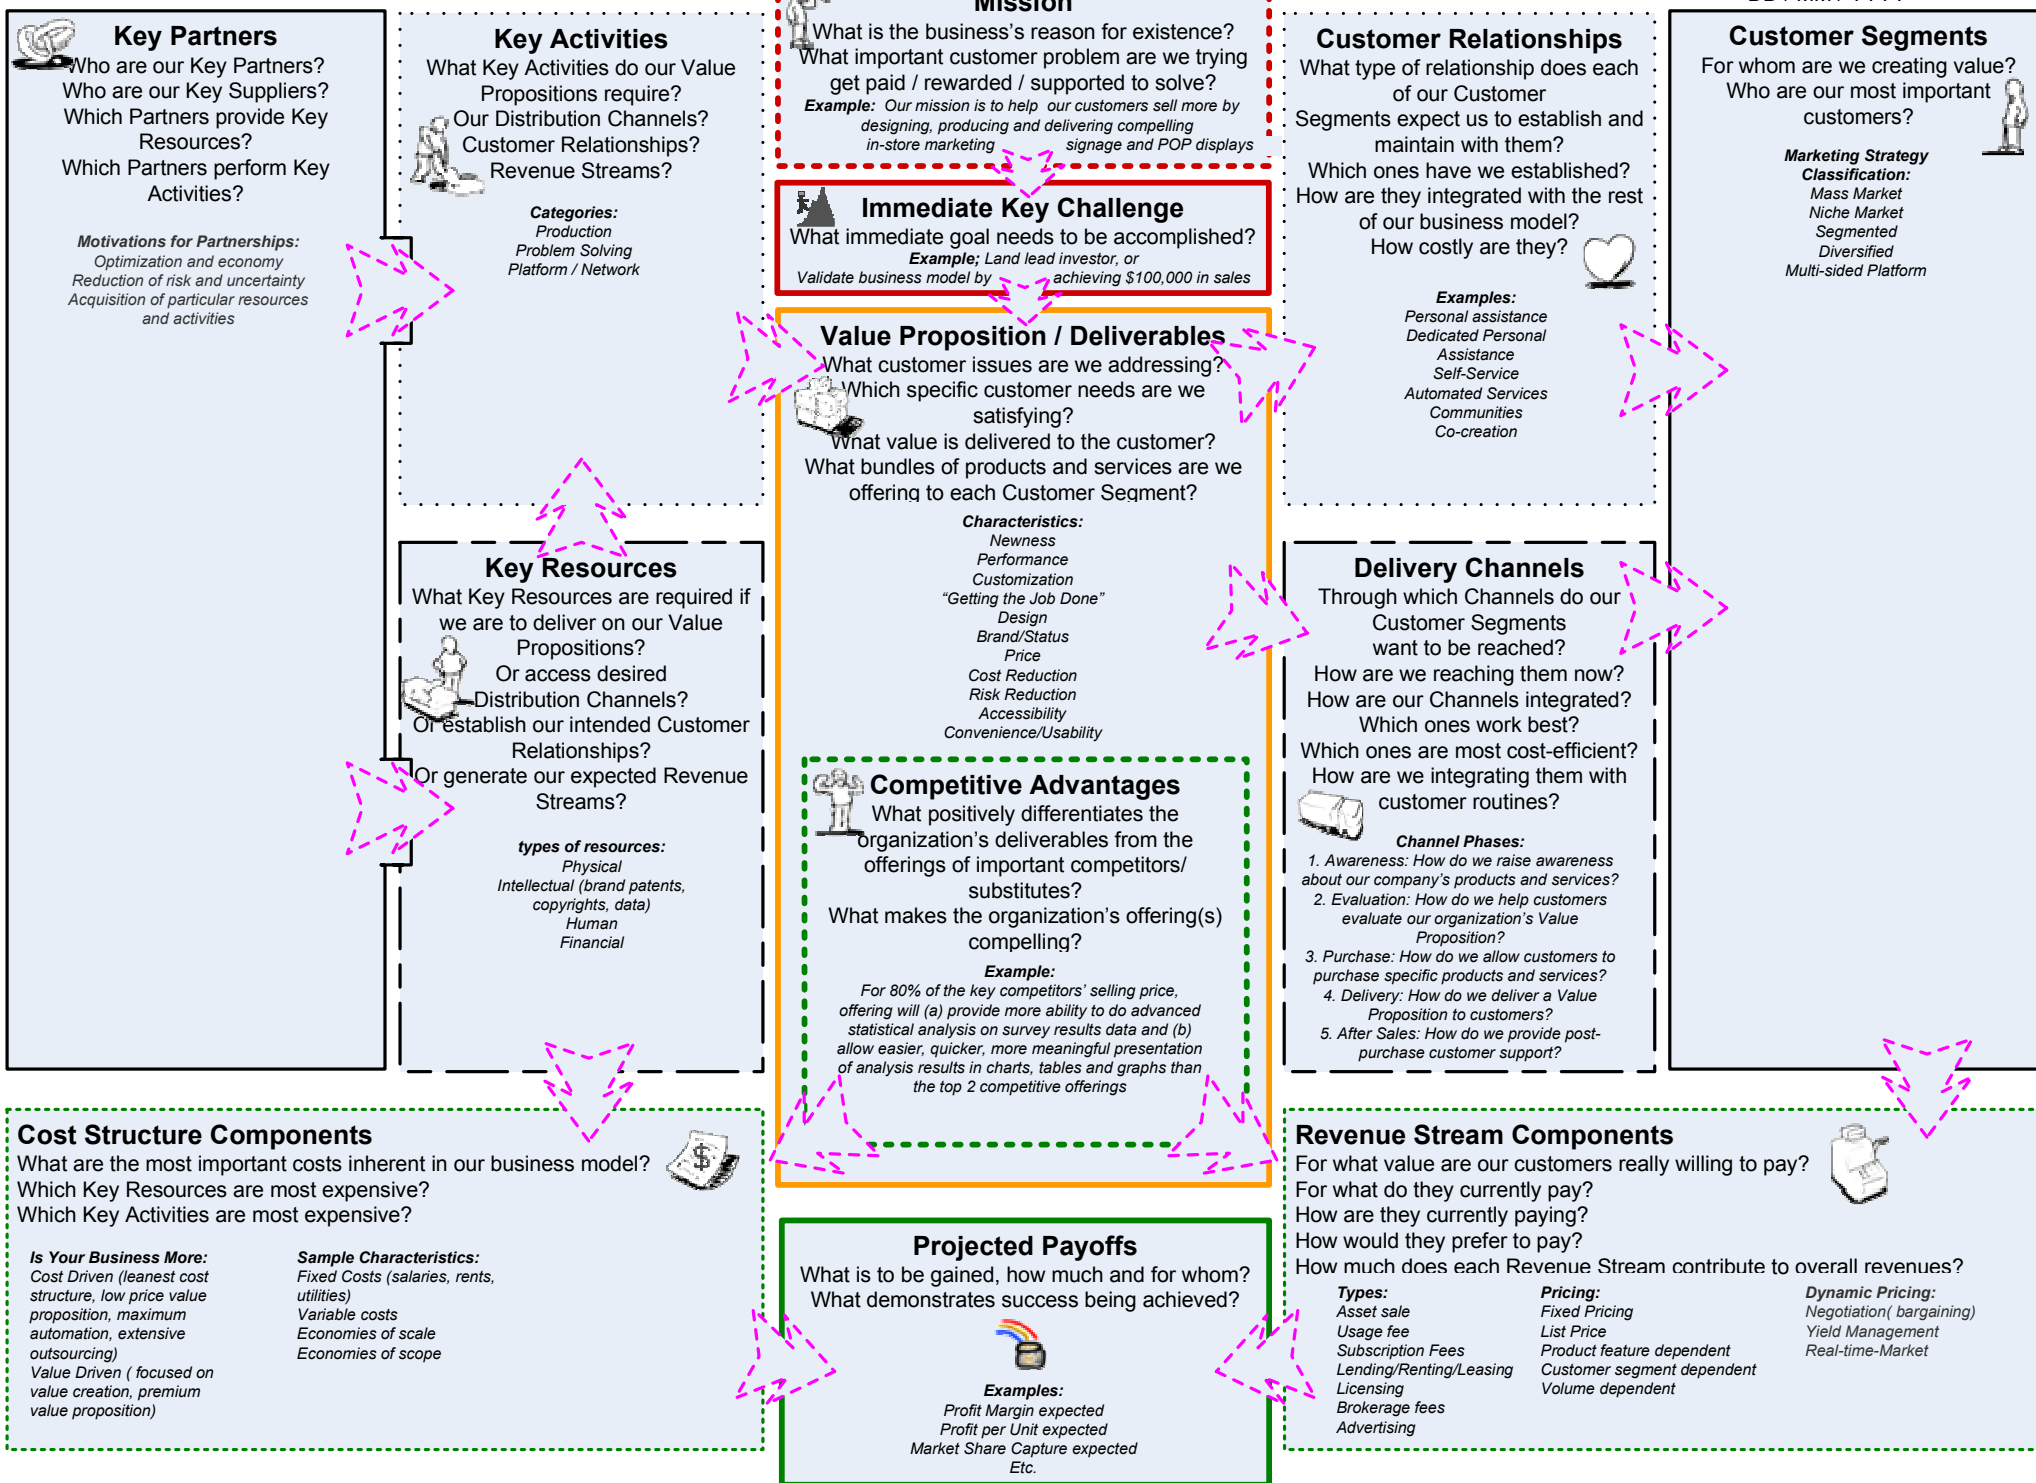 Key Partners
Who are our Key Partners?
Who are our Key Suppliers?
Which Partners provide Key
Resources?
Which Partners perform Key
Activities?
Motivations for Partnerships:
Optimization and economy
Reduction of risk and uncertainty
Acquisition of particular resources
and activities
Key Activities
What Key Activities do our Value
Propositions require?
Our Distribution Channels?
Customer Relationships?
Revenue Streams?
Categories:
Production
Problem Solving
Platform / Network
Key Resources
What Key Resources are required if
we are to deliver on our Value
Propositions?
Or access desired
Distribution Channels?
Or establish our intended Customer
Relationships?
Or generate our expected Revenue
Streams?
types of resources:
Physical
Intellectual (brand patents,
copyrights, data)
Human
Financial
Mission
What is the business's reason for existence?
What important customer problem are we trying
get paid / rewarded / supported to solve?
Example: Our mission is to help our customers sell more by
designing, producing and delivering compelling
in-store marketing signage and POP displays
Immediate Key Challenge
What immediate goal needs to be accomplished?
Example; Land lead investor, or
Validate business model by achieving $100,000 in sales
Value Proposition / Deliverables
What customer issues are we addressing?
Which specific customer needs are we
satisfying?
What value is delivered to the customer?
What bundles of products and services are we
offering to each Customer Segment?
Characteristics:
Newness
Performance
Customization
“Getting the Job Done”
Design
Brand/Status
Price
Cost Reduction
Risk Reduction
Accessibility
Convenience/Usability
Competitive Advantages
What positively differentiates the
organization's deliverables from the
offerings of important competitors/
substitutes?
What makes the organization's offering(s)
compelling?
Example:
For 80% of the key competitors' selling price,
offering will (a) provide more ability to do advanced
statistical analysis on survey results data and (b)
allow easier, quicker, more meaningful presentation
of analysis results in charts, tables and graphs than
the top 2 competitive offerings
Customer Relationships
What type of relationship does each
of our Customer
Segments expect us to establish and
maintain with them?
Which ones have we established?
How are they integrated with the rest
of our business model?
How costly are they?
Examples:
Personal assistance
Dedicated Personal
Assistance
Self-Service
Automated Services
Communities
Co-creation
Delivery Channels
Through which Channels do our
Customer Segments
want to be reached?
How are we reaching them now?
How are our Channels integrated?
Which ones work best?
Which ones are most cost-efficient?
How are we integrating them with
customer routines?
Channel Phases:
1. Awareness: How do we raise awareness
about our company's products and services?
2. Evaluation: How do we help customers
evaluate our organization's Value
Proposition?
3. Purchase: How do we allow customers to
purchase specific products and services?
4. Delivery: How do we deliver a Value
Proposition to customers?
5. After Sales: How do we provide post-
purchase customer support?
Customer Segments
For whom are we creating value?
Who are our most important
customers?
Marketing Strategy
Classification:
Mass Market
Niche Market
Segmented
Diversified
Multi-sided Platform
Cost Structure Components
What are the most important costs inherent in our business model?
Which Key Resources are most expensive?
Which Key Activities are most expensive?
Is Your Business More:
Cost Driven (leanest cost
structure, low price value
proposition, maximum
automation, extensive
outsourcing)
Value Driven ( focused on
value creation, premium
value proposition)
Sample Characteristics:
Fixed Costs (salaries, rents,
utilities)
Variable costs
Economies of scale
Economies of scope
Projected Payoffs
What is to be gained, how much and for whom?
What demonstrates success being achieved?
Examples:
Profit Margin expected
Profit per Unit expected
Market Share Capture expected
Etc.
Revenue Stream Components
For what value are our customers really willing to pay?
For what do they currently pay?
How are they currently paying?
How would they prefer to pay?
How much does each Revenue Stream contribute to overall revenues?
Types:
Asset sale
Usage fee
Subscription Fees
Lending/Renting/Leasing
Licensing
Brokerage fees
Advertising
Pricing:
Fixed Pricing
List Price
Product feature dependent
Customer segment dependent
Volume dependent
Dynamic Pricing:
Negotiation( bargaining)
Yield Management
Real-time-Market